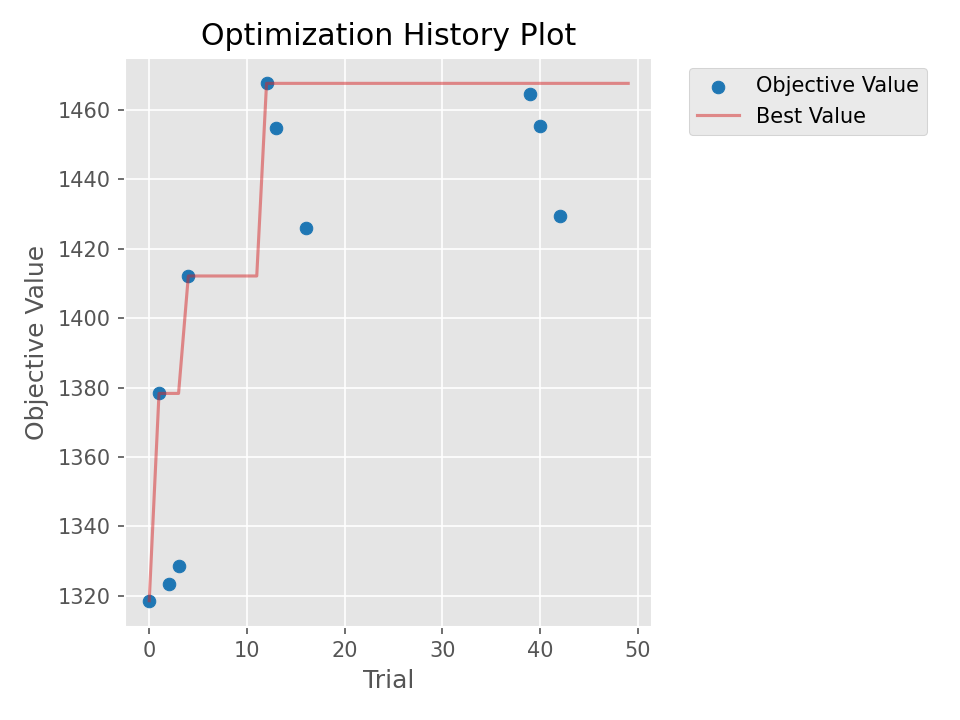 Optimization History Plot
Objective Value
Best Value
Objective Value
1460
1440
1420
1400
1380
1360
1340
1320
0 10 20 30 40 50
Trial